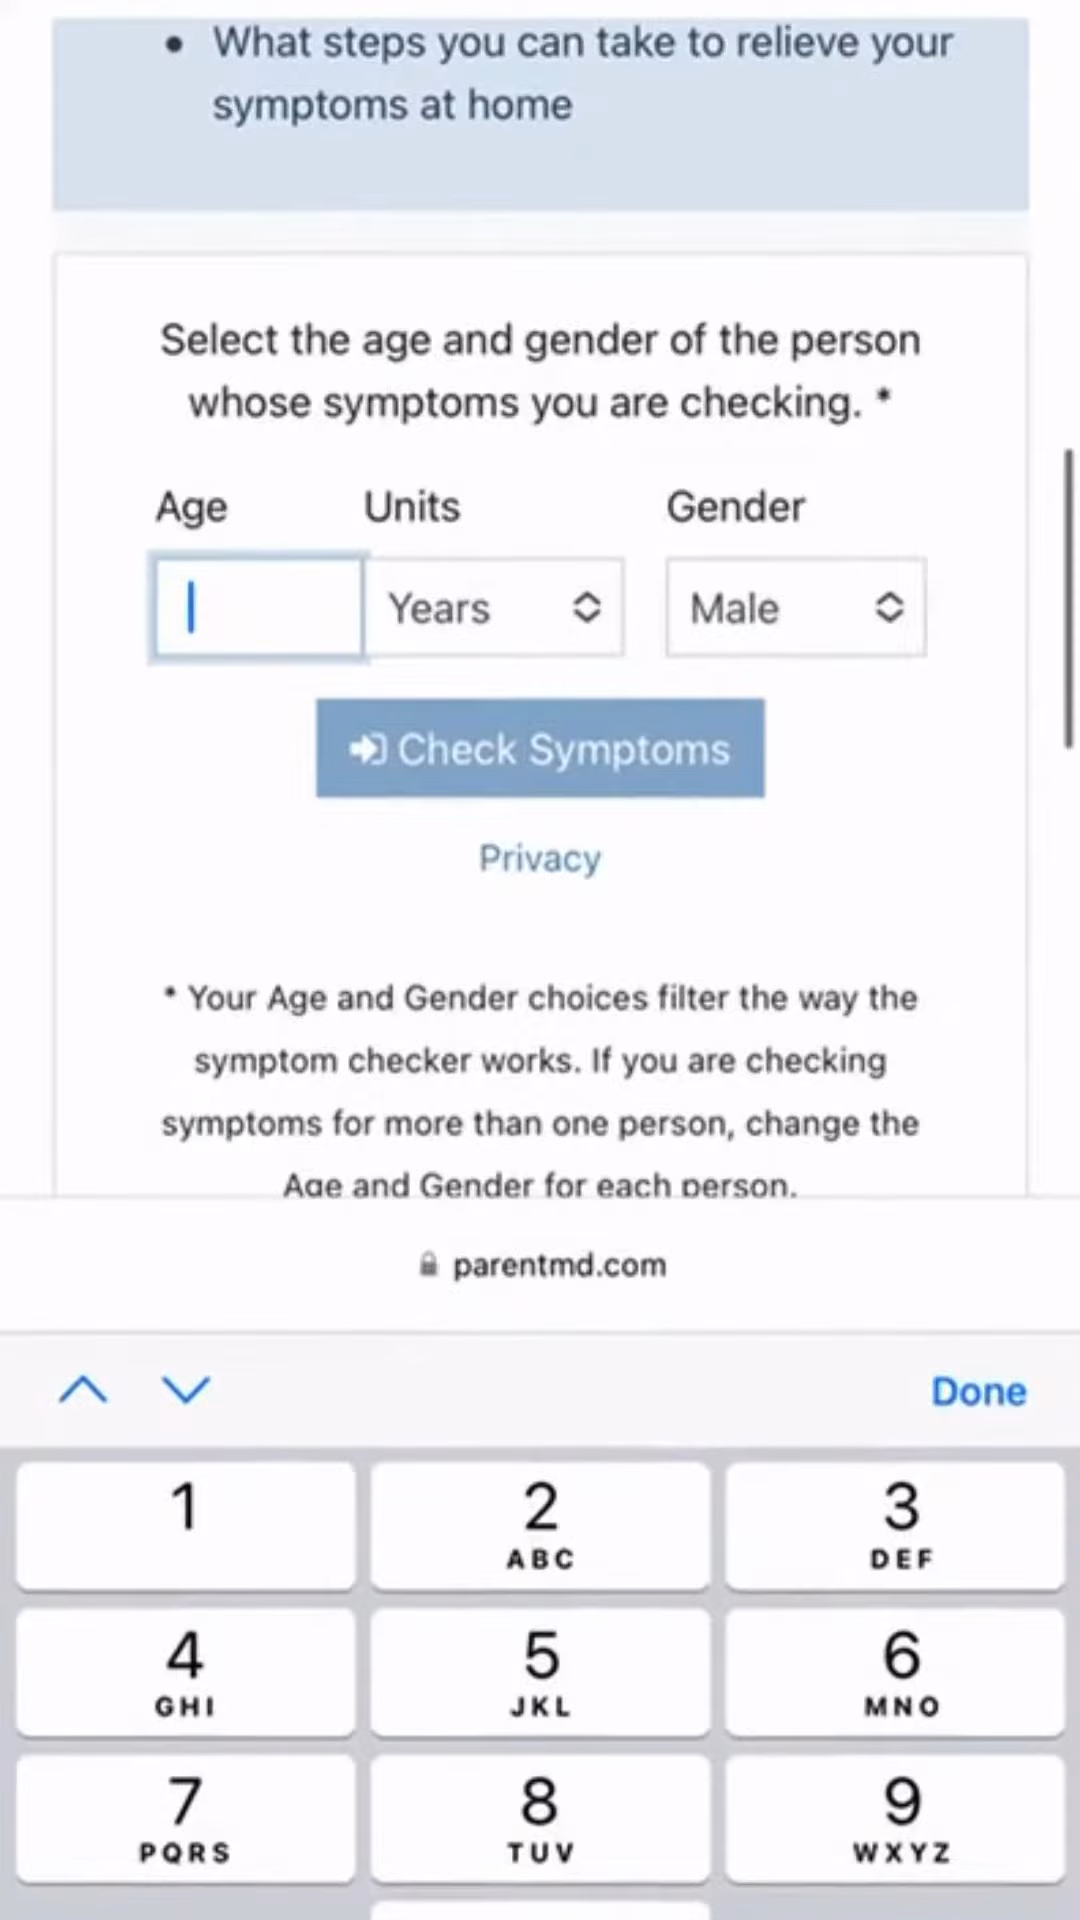 • What steps you can take to relieve your
symptoms at home
Select the age and gender of the person
whose symptoms you are checking. *
Age Units Gender
Years Male
Check Symptoms
Privacy
* Your Age and Gender choices filter the way the
symptom checker works. If you are checking
symptoms for more than one person, change the
Age and Gender for each person.
parentmd.com
Done
1 2 3
ABC DEF
4 5 6
GHI JKL MNO
7 8 9
PQRS TUV WXYZ